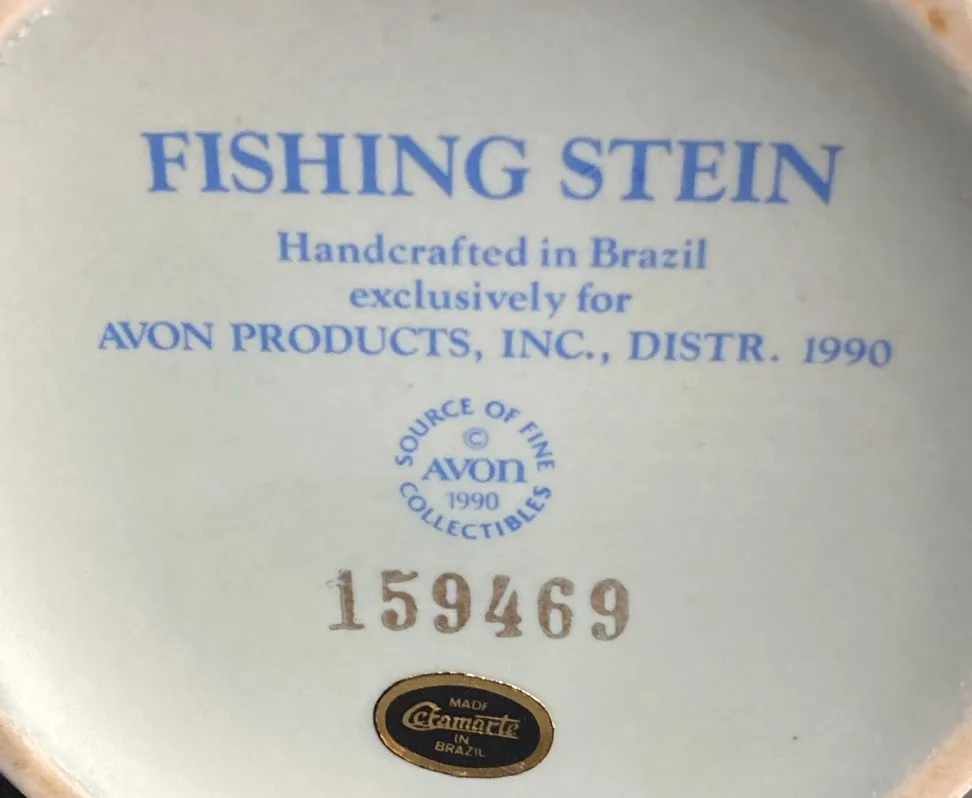 FISHING STEIN
Handcrafted in Brazil
exclusively for
AVON PRODUCTS, INC., DISTR. 1990
SOURCE OF FINE
©
AVON
1990
COLLECTIBLES
159469
MADE
Ceramarte
IN
BRAZIL